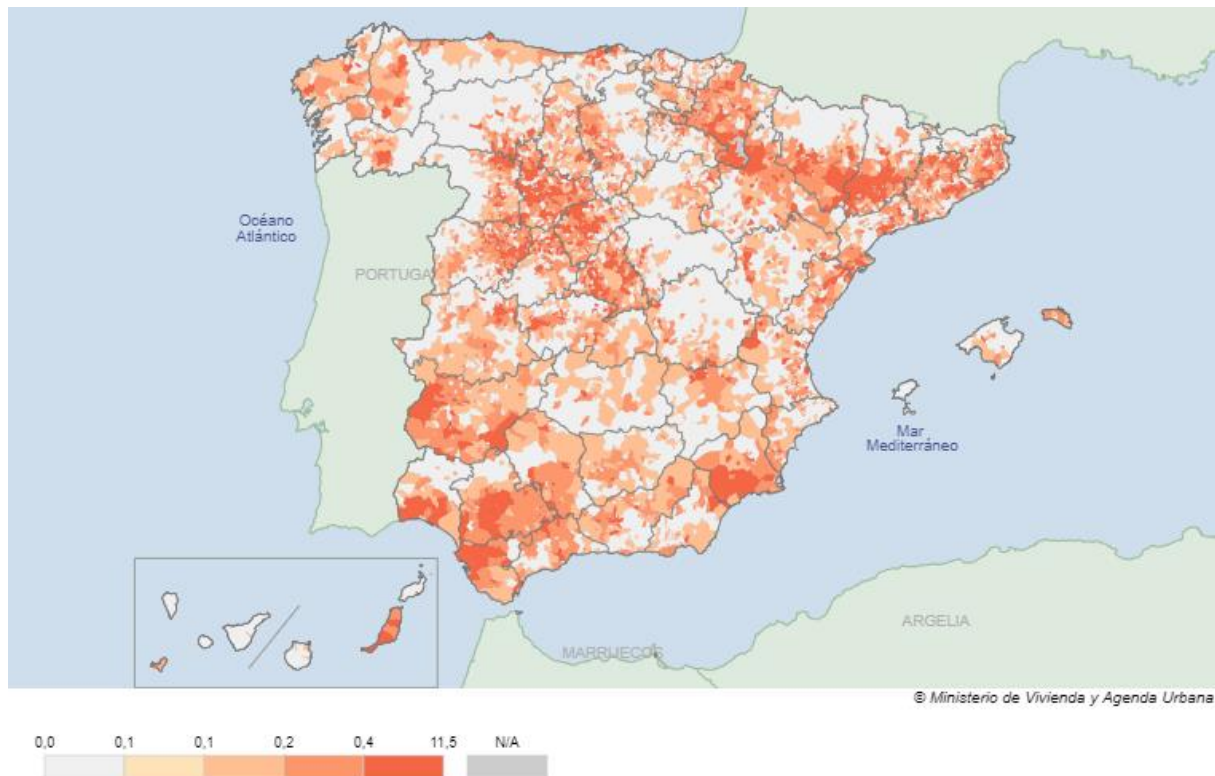 Océano
Atlántico
PORTUGA
Mar
Mediterráneo
ARGELIA
MARRUECOS
© Ministerio de Vivienda y Agenda Urbana
0,0 0,1 0,1 0,2 0,4 11,5 N/A